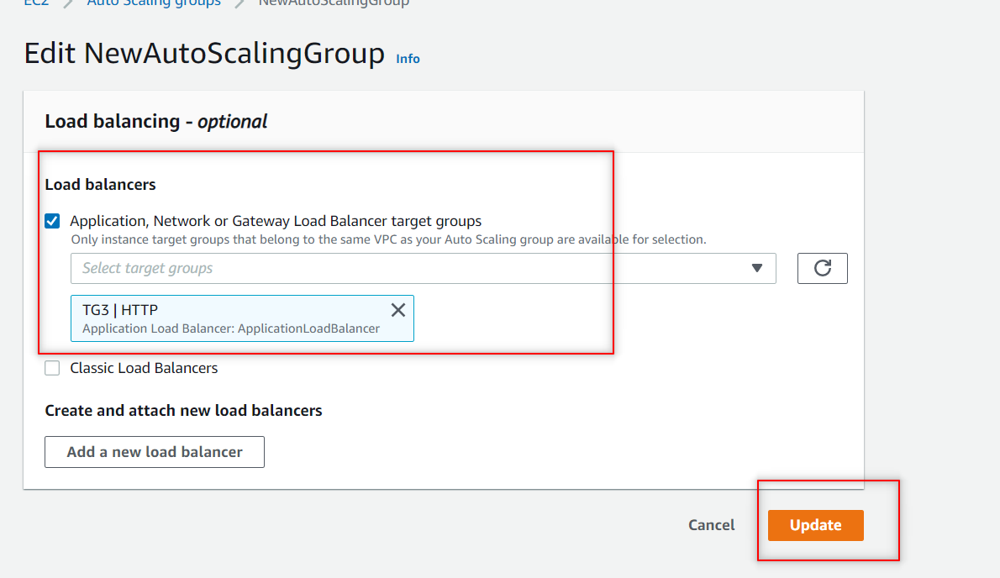 EC2 Auto Scaling groups NewAutoScalingGroup
Edit NewAutoScalingGroup Info
Load balancing - optional
Load balancers
Application, Network or Gateway Load Balancer target groups
Only instance target groups that belong to the same VPC as your Auto Scaling group are available for selection.
Select target groups
TG3 | HTTP
Application Load Balancer: ApplicationLoadBalancer
Classic Load Balancers
Create and attach new load balancers
Add a new load balancer
Cancel Update